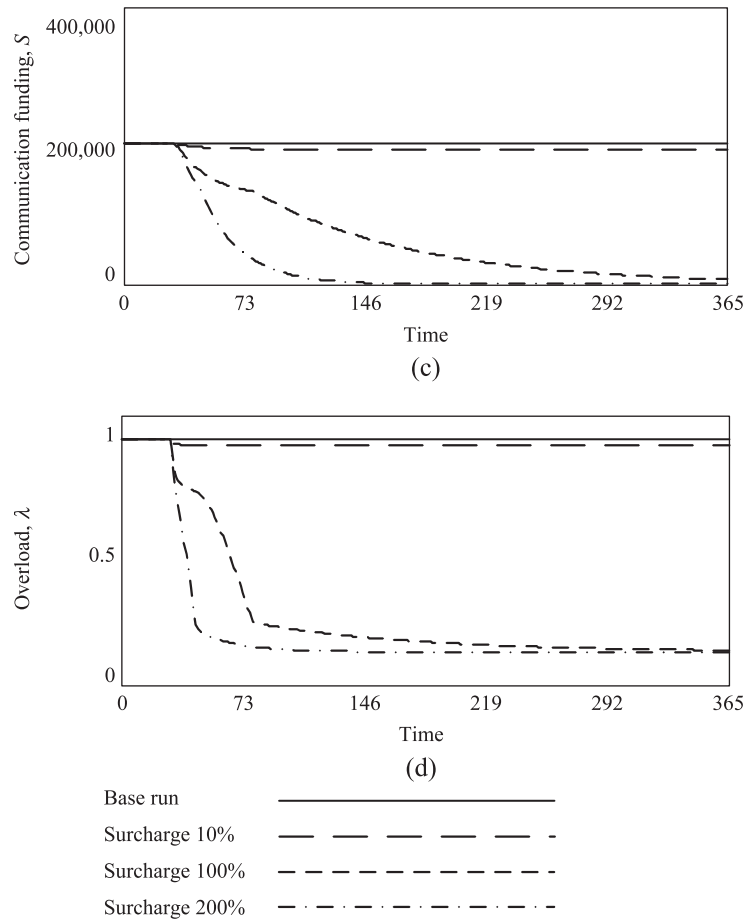 400,000
200,000
0
Communication funding, S
0 73 146 219 292 365
Time
(c)
1
0.5
0
Overload, λ
0 73 146 219 292 365
Time
(d)
Base run
Surcharge 10%
Surcharge 100%
Surcharge 200%